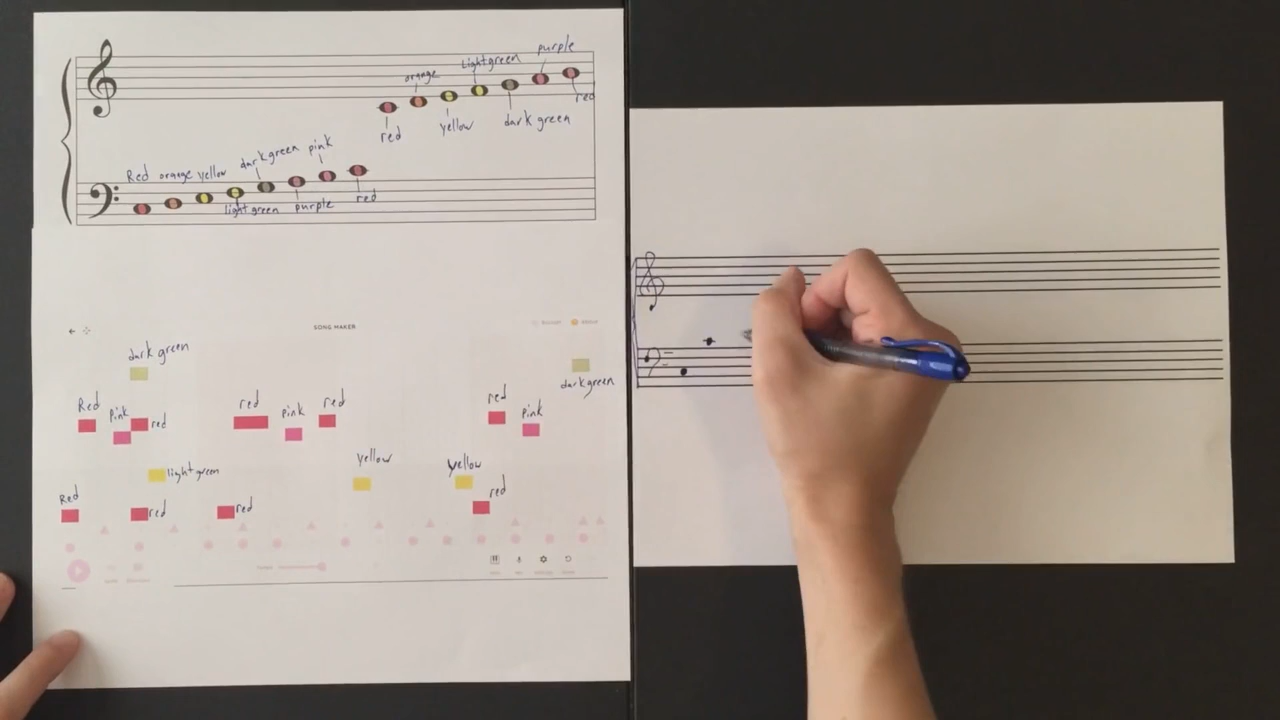 purple
Lightgreen
orange
red
dark green
yellow
red
pink
dark green
Red orange yellow
red
purple
light green
SONG MAKER
dark green
dark green
Red
pink
red
red
pink
red
red
pink
yellow
yellow
light green
Red
red
red
red